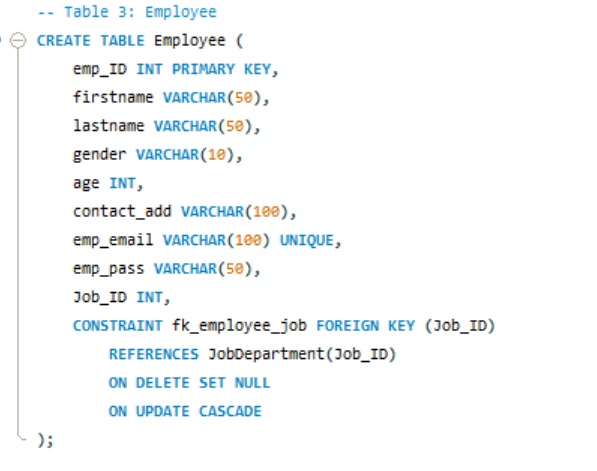 -- Table 3: Employee
CREATE TABLE Employee (
emp_ID INT PRIMARY KEY,
firstname VARCHAR(50),
lastname VARCHAR(50),
gender VARCHAR(10),
age INT,
contact_add VARCHAR(100),
emp_email VARCHAR(100) UNIQUE,
emp_pass VARCHAR(50),
Job_ID INT,
CONSTRAINT fk_employee_job FOREIGN KEY (Job_ID)
REFERENCES JobDepartment(Job_ID)
ON DELETE SET NULL
ON UPDATE CASCADE
);